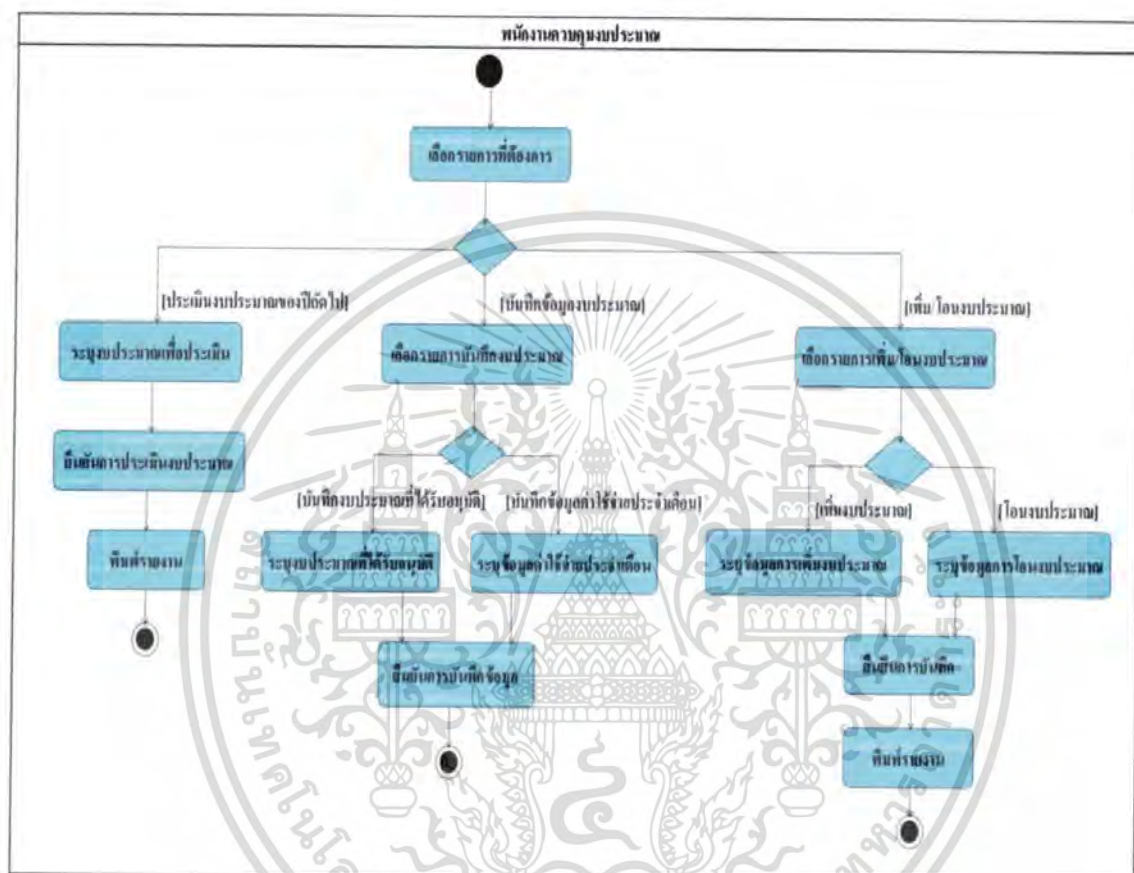 พนักงานควบคุมงบประมาณ
เลือกรายการที่ต้องการ
[ประเมินงบประมาณของปีถัดไป]
[บันทึกข้อมูลงบประมาณ]
[เพิ่ม/โอนงบประมาณ]
ระบุงบประมาณเพื่อประเมิน
เลือกรายการบันทึกงบประมาณ
เลือกรายการเพิ่ม/โอนงบประมาณ
ยืนยันการประเมินงบประมาณ
[บันทึกงบประมาณที่ได้รับอนุมัติ]
[บันทึกข้อมูลค่าใช้จ่ายประจำเดือน]
[เพิ่มงบประมาณ]
[โอนงบประมาณ]
พิมพ์รายงาน
ระบุงบประมาณที่ได้รับอนุมัติ
ระบุข้อมูลค่าใช้จ่ายประจำเดือน
ระบุข้อมูลการเพิ่มงบประมาณ
ระบุข้อมูลการโอนงบประมาณ
ยืนยันการบันทึกข้อมูล
ยืนยันการบันทึก
พิมพ์รายงาน